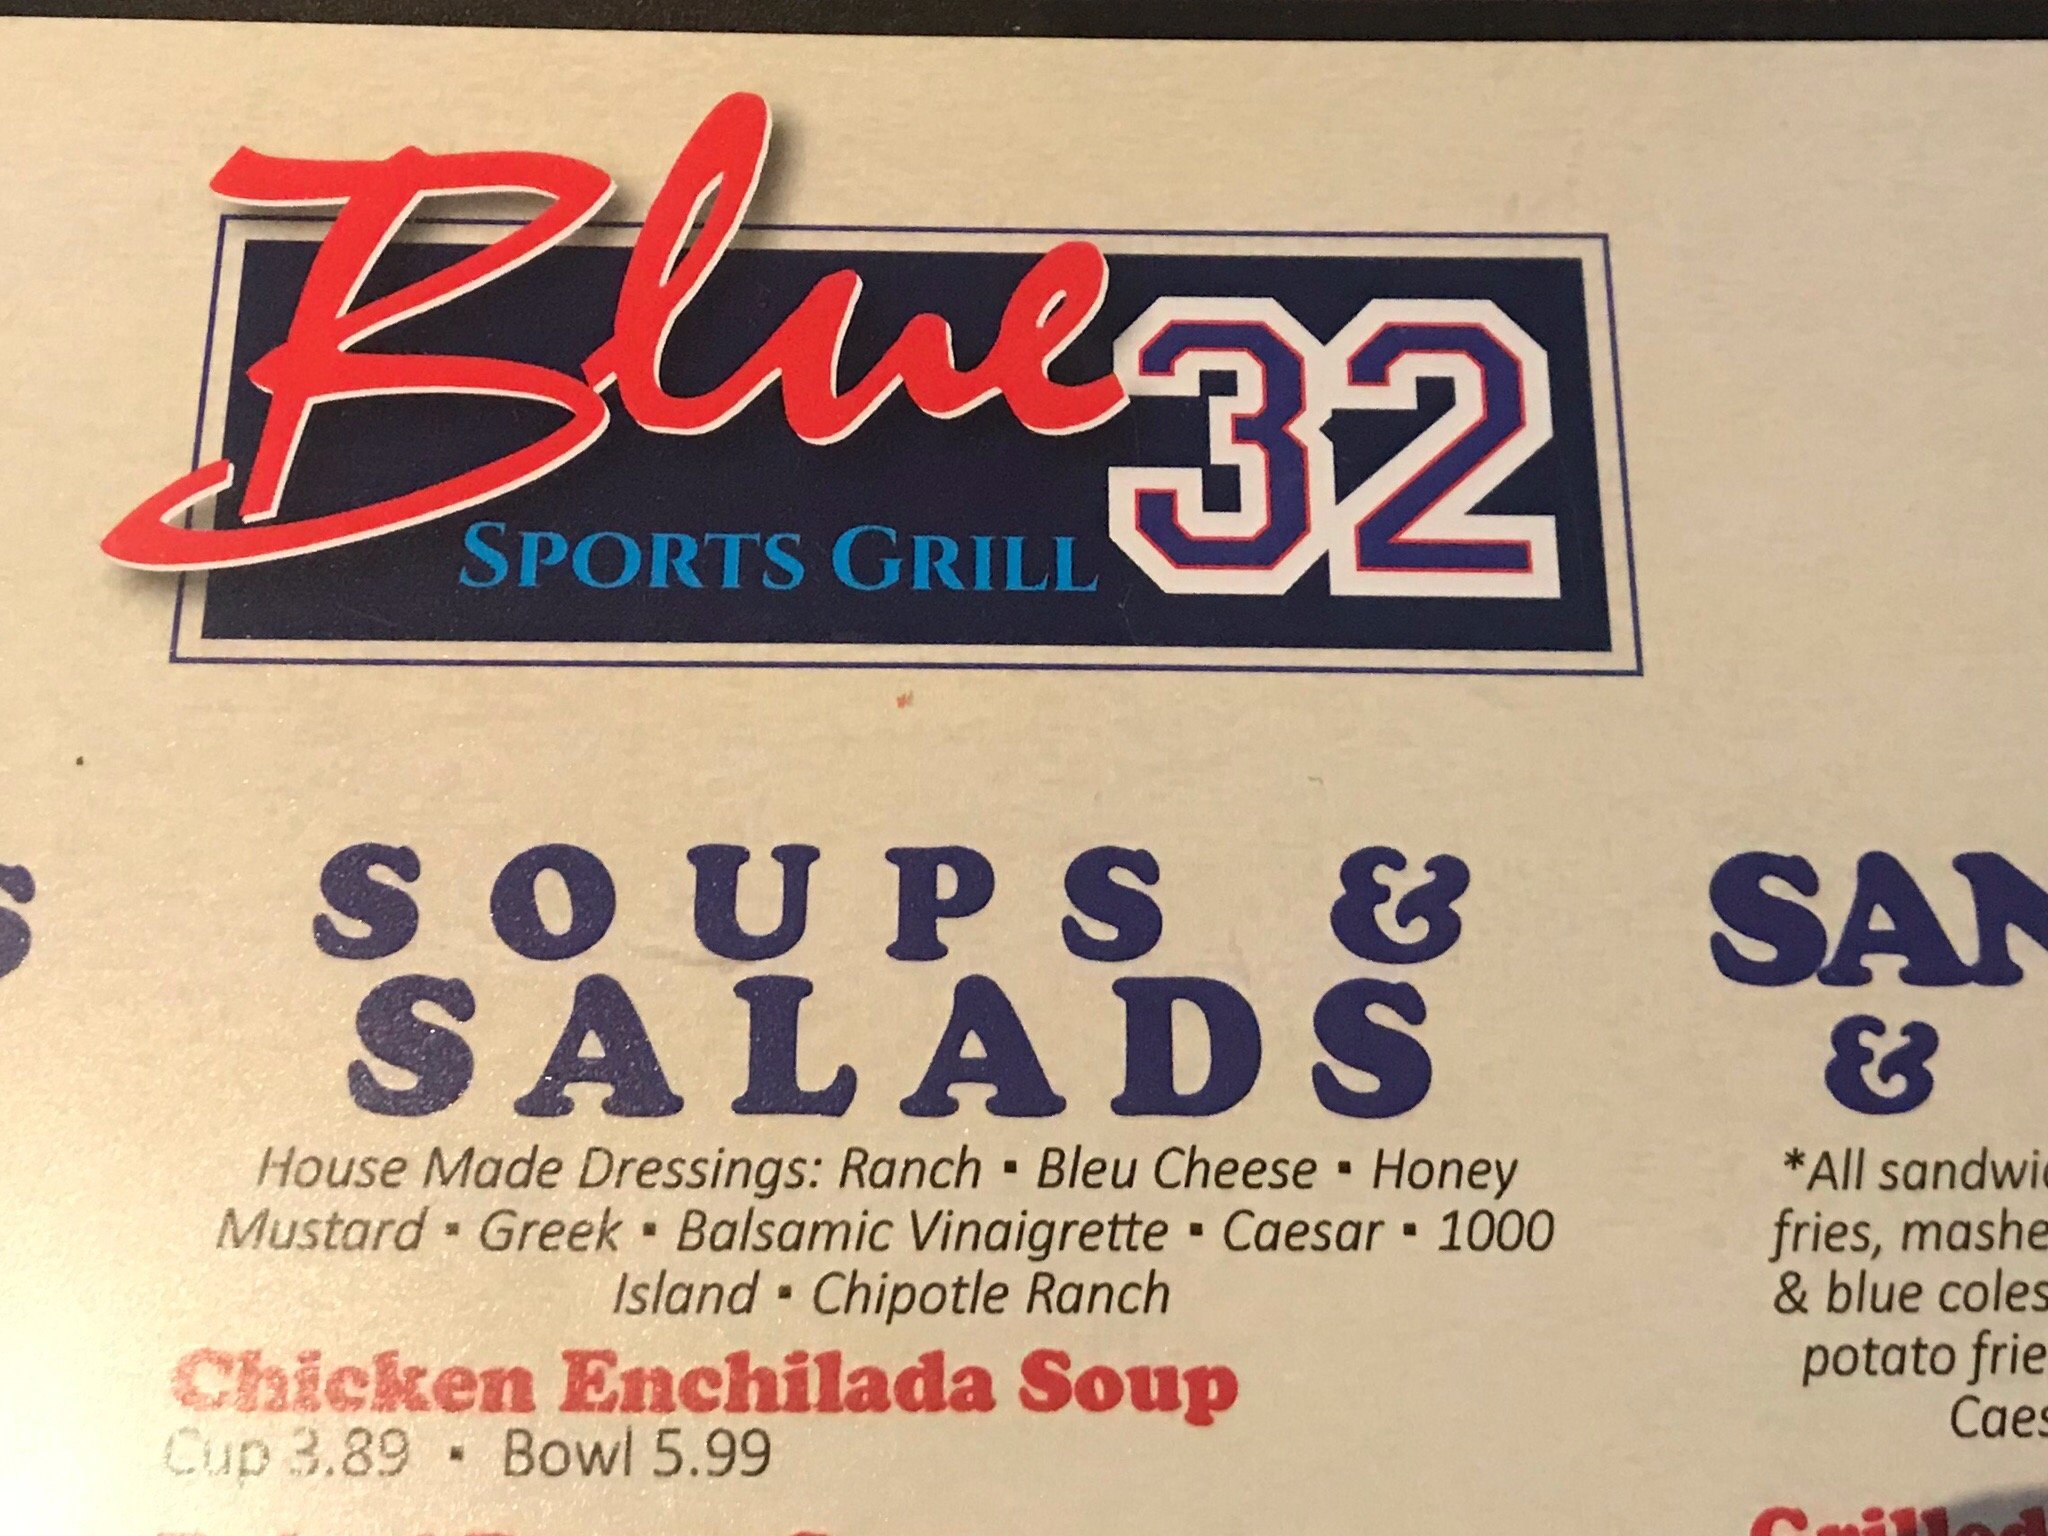 Blue 32
SPORTS GRILL
SOUPS &
SALADS
House Made Dressings: Ranch ▪ Bleu Cheese ▪ Honey
Mustard ▪ Greek ▪ Balsamic Vinaigrette ▪ Caesar ▪ 1000
Island ▪ Chipotle Ranch
Chicken Enchilada Soup
Cup 3.89 ▪ Bowl 5.99
S
SAN
&
*All sandwic
fries, mashe
& blue coles
potato frie
Caes
Grilled